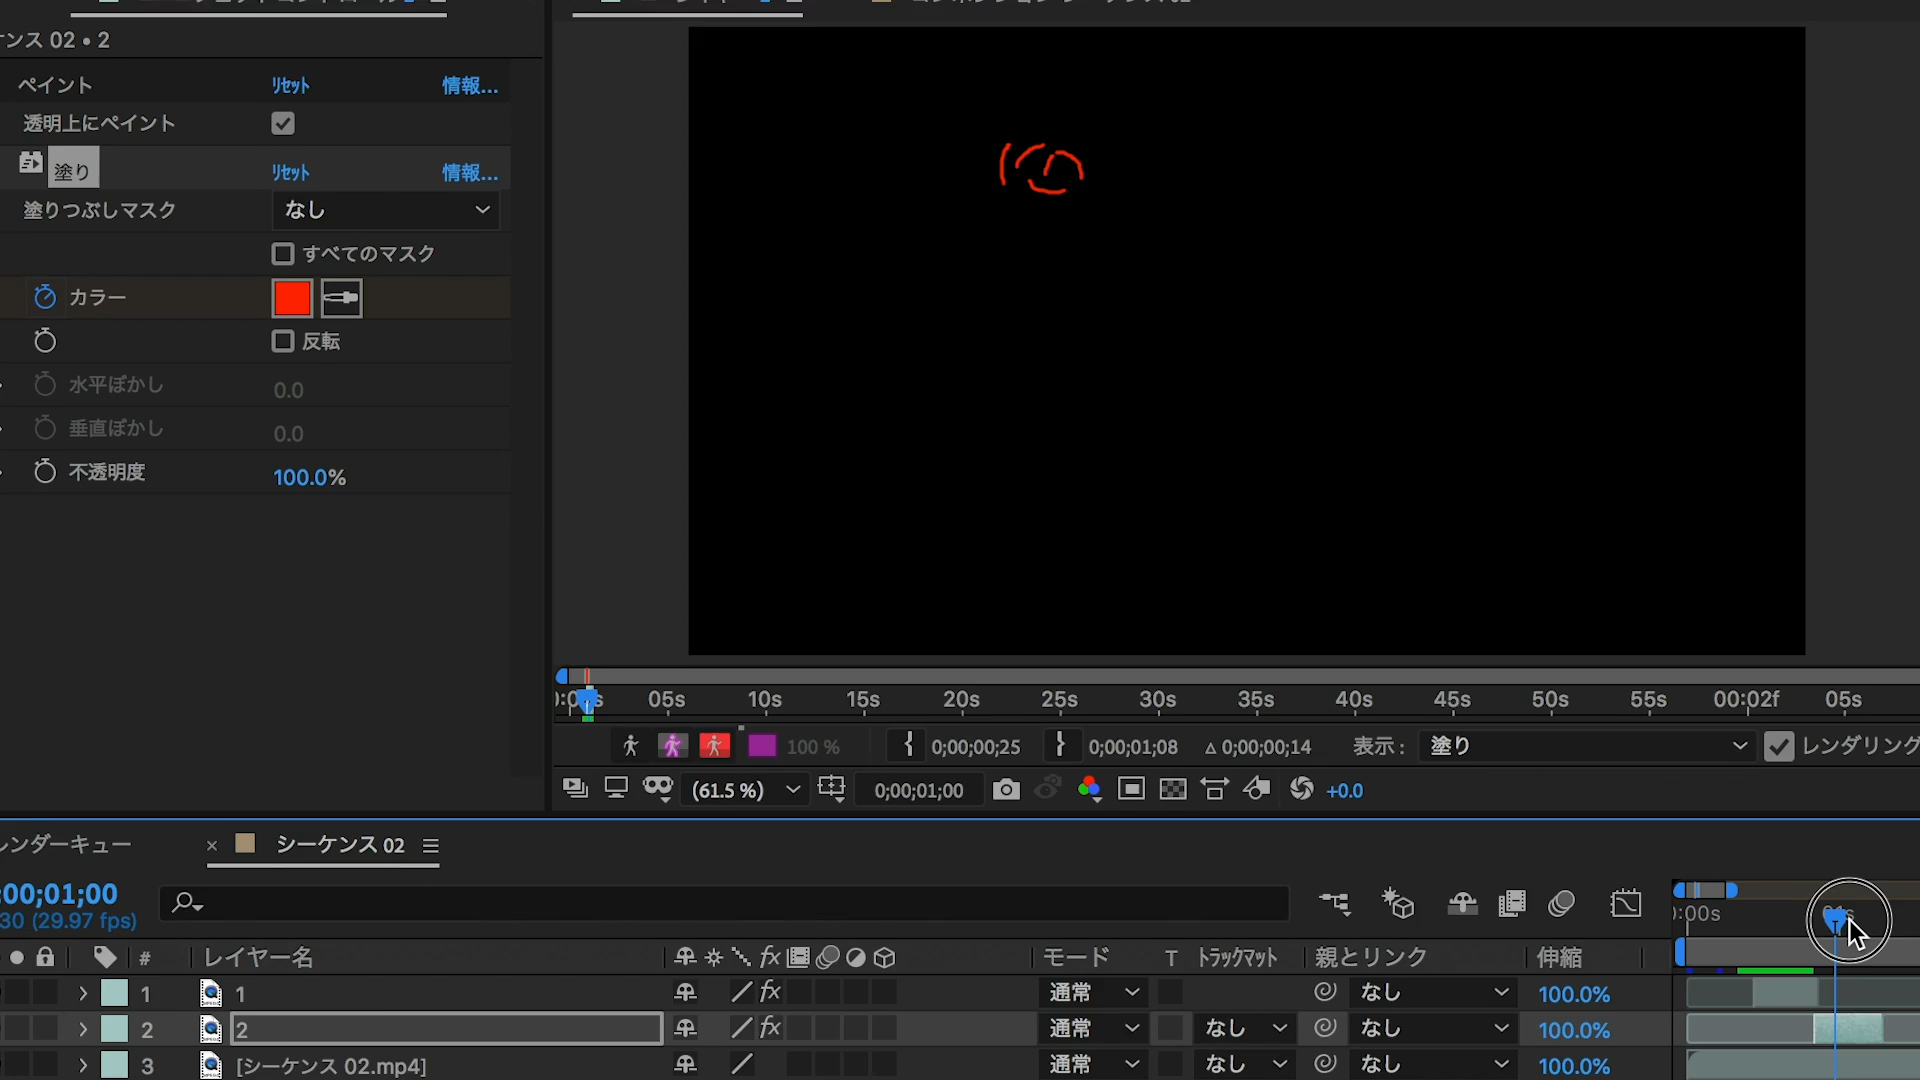 ンス 02 • 2
ペイント リセット 情報...
透明上にペイント
塗り リセット 情報...
塗りつぶしマスク なし
すべてのマスク
カラー
反転
水平ぼかし 0.0
垂直ぼかし 0.0
不透明度 100.0%
05s 10s 15s 20s 25s 30s 35s 40s 45s 50s 55s 00:02f 05s
100 % { 0;00;00;25 } 0;00;01;08 Δ 0;00;00;14 表示 : 塗り レンダリング
(61.5 %) 0;00;01;00 +0.0
レンダーキュー × シーケンス 02
:00;01;00
30 (29.97 fps)
):00s
# レイヤー名 fx モード T トラックマット 親とリンク 伸縮
1 1 fx 通常 なし 100.0%
2 2 fx 通常 なし なし 100.0%
3 [シーケンス 02.mp4] 通常 なし なし 100.0%